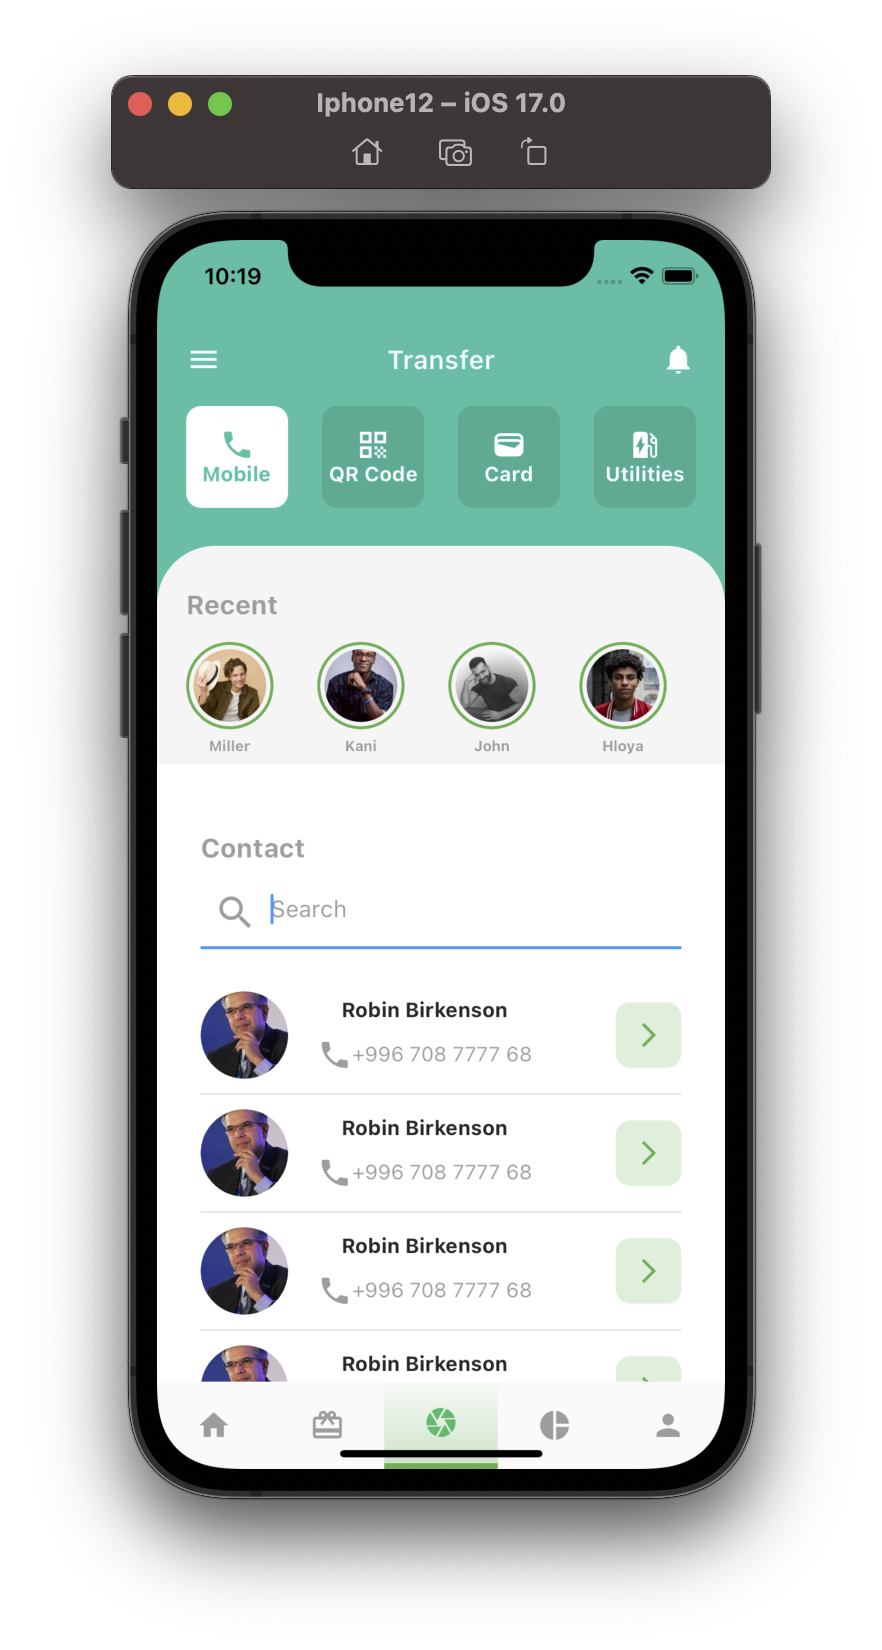 Iphone12 – iOS 17.0
10:19
Transfer
Mobile
QR Code
Card
Utilities
Recent
Miller
Kani
John
Hloya
Contact
Search
Robin Birkenson
+996 708 7777 68
Robin Birkenson
+996 708 7777 68
Robin Birkenson
+996 708 7777 68
Robin Birkenson